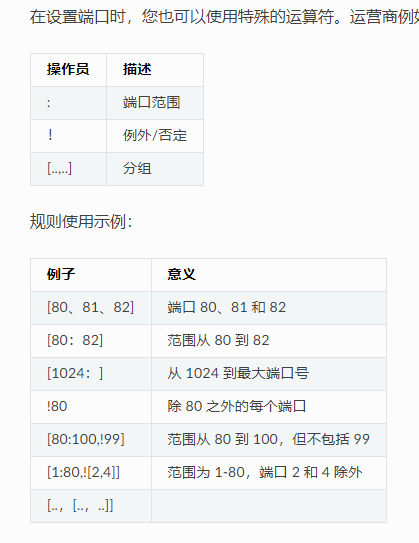 在设置端口时，您也可以使用特殊的运算符。运营商例
操作员 描述
: 端口范围
! 例外/否定
[..,..] 分组
规则使用示例：
例子 意义
[80、81、82] 端口 80、81 和 82
[80：82] 范围从 80 到 82
[1024：] 从 1024 到最大端口号
!80 除 80 之外的每个端口
[80:100,!99] 范围从 80 到 100，但不包括 99
[1:80,![2,4]] 范围为 1-80，端口 2 和 4 除外
[..，[..，..]]